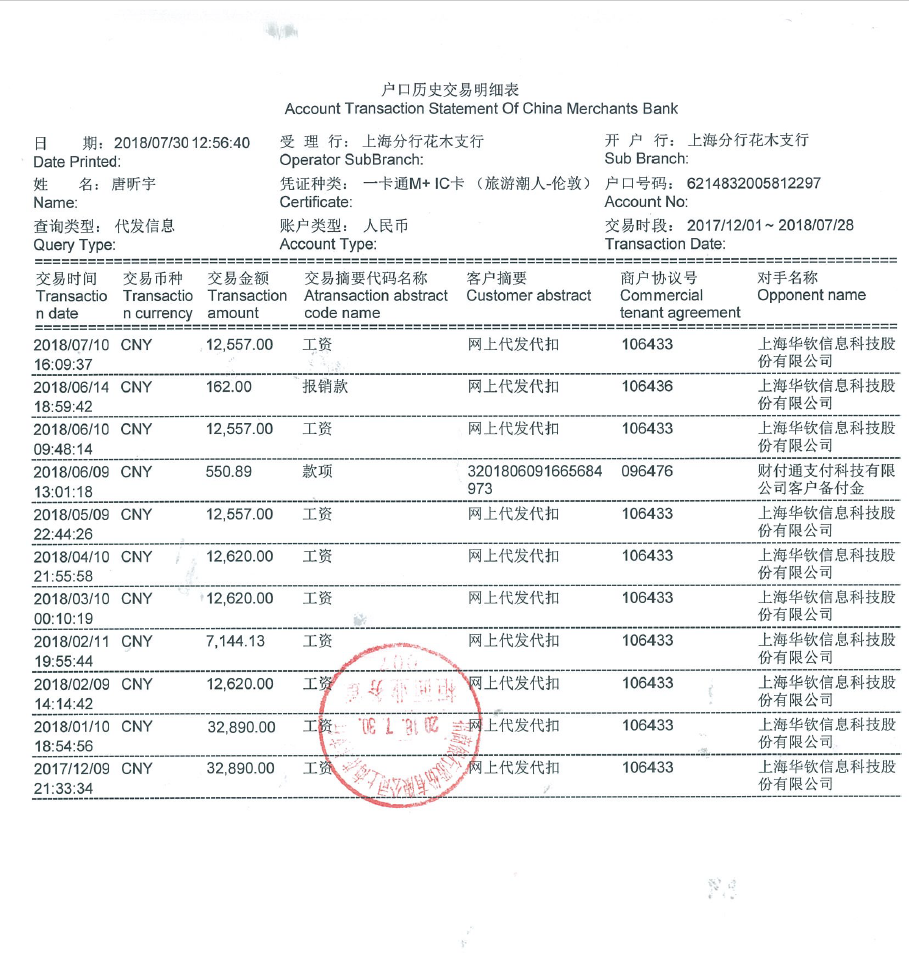 户口历史交易明细表
Account Transaction Statement Of China Merchants Bank
日 期： 2018/07/30 12:56:40 受 理 行： 上海分行花木支行 开 户 行： 上海分行花木支行
Date Printed: Operator SubBranch: Sub Branch:
姓 名： 唐昕宇 凭证种类： 一卡通M+ IC卡 （旅游潮人-伦敦） 户口号码： 6214832005812297
Name: Certificate: Account No:
查询类型： 代发信息 账户类型： 人民币 交易时段： 2017/12/01 ~ 2018/07/28
Query Type: Account Type: Transaction Date:
交易时间 交易币种 交易金额 交易摘要代码名称 客户摘要 商户协议号 对手名称
Transactio Transactio Transaction Atransaction abstract Customer abstract Commercial Opponent name
n date n currency amount code name tenant agreement
2018/07/10 CNY 12,557.00 工资 网上代发代扣 106433 上海华钦信息科技股
16:09:37 份有限公司
2018/06/14 CNY 162.00 报销款 网上代发代扣 106436 上海华钦信息科技股
18:59:42 份有限公司
2018/06/10 CNY 12,557.00 工资 网上代发代扣 106433 上海华钦信息科技股
09:48:14 份有限公司
2018/06/09 CNY 550.89 款项 3201806091665684 096476 财付通支付科技有限
13:01:18 973 公司客户备付金
2018/05/09 CNY 12,557.00 工资 网上代发代扣 106433 上海华钦信息科技股
22:44:26 份有限公司
2018/04/10 CNY 12,620.00 工资 网上代发代扣 106433 上海华钦信息科技股
21:55:58 份有限公司
2018/03/10 CNY 12,620.00 工资 网上代发代扣 106433 上海华钦信息科技股
00:10:19 份有限公司
2018/02/11 CNY 7,144.13 工资 网上代发代扣 106433 上海华钦信息科技股
19:55:44 份有限公司
2018/02/09 CNY 12,620.00 工资 网上代发代扣 106433 上海华钦信息科技股
14:14:42 份有限公司
2018/01/10 CNY 32,890.00 工资 网上代发代扣 106433 上海华钦信息科技股
18:54:56 份有限公司
2017/12/09 CNY 32,890.00 工资 网上代发代扣 106433 上海华钦信息科技股
21:33:34 份有限公司
2018. 7. 30.